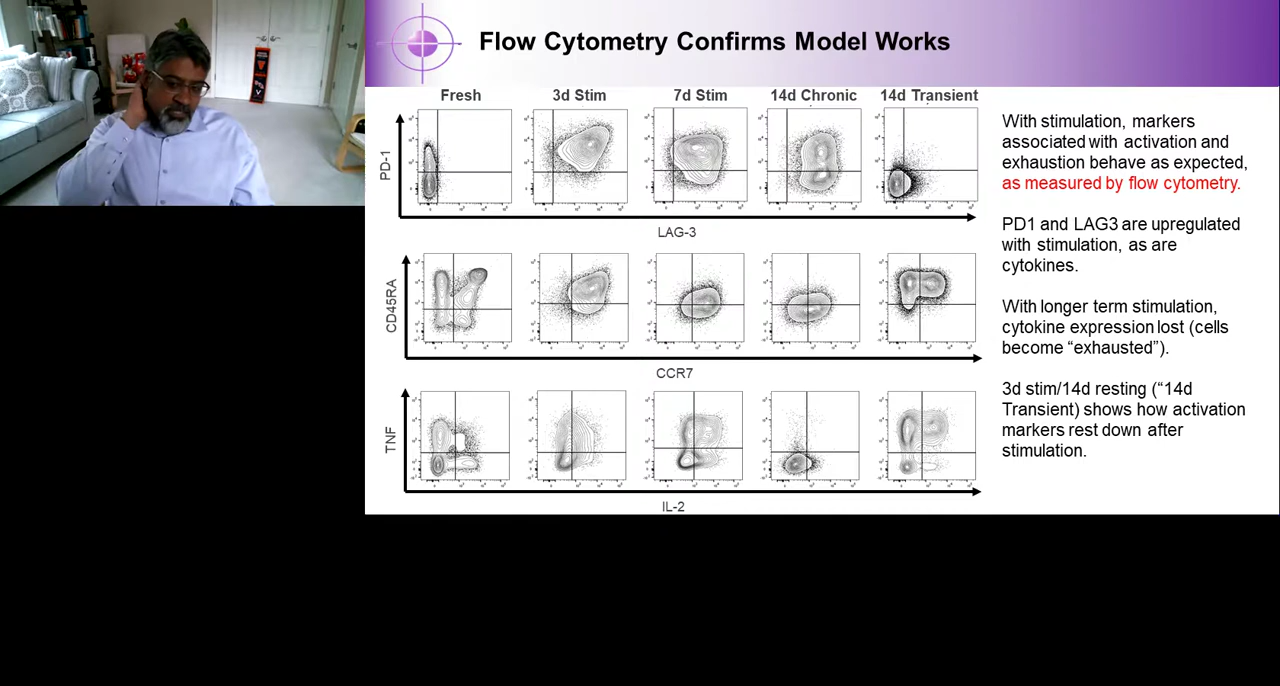 Flow Cytometry Confirms Model Works
Fresh
3d Stim
7d Stim
14d Chronic
14d Transient
PD-1
LAG-3
CD45RA
CCR7
TNF
IL-2
With stimulation, markers
associated with activation and
exhaustion behave as expected,
as measured by flow cytometry.
PD1 and LAG3 are upregulated
with stimulation, as are
cytokines.
With longer term stimulation,
cytokine expression lost (cells
become “exhausted”).
3d stim/14d resting (“14d
Transient) shows how activation
markers rest down after
stimulation.